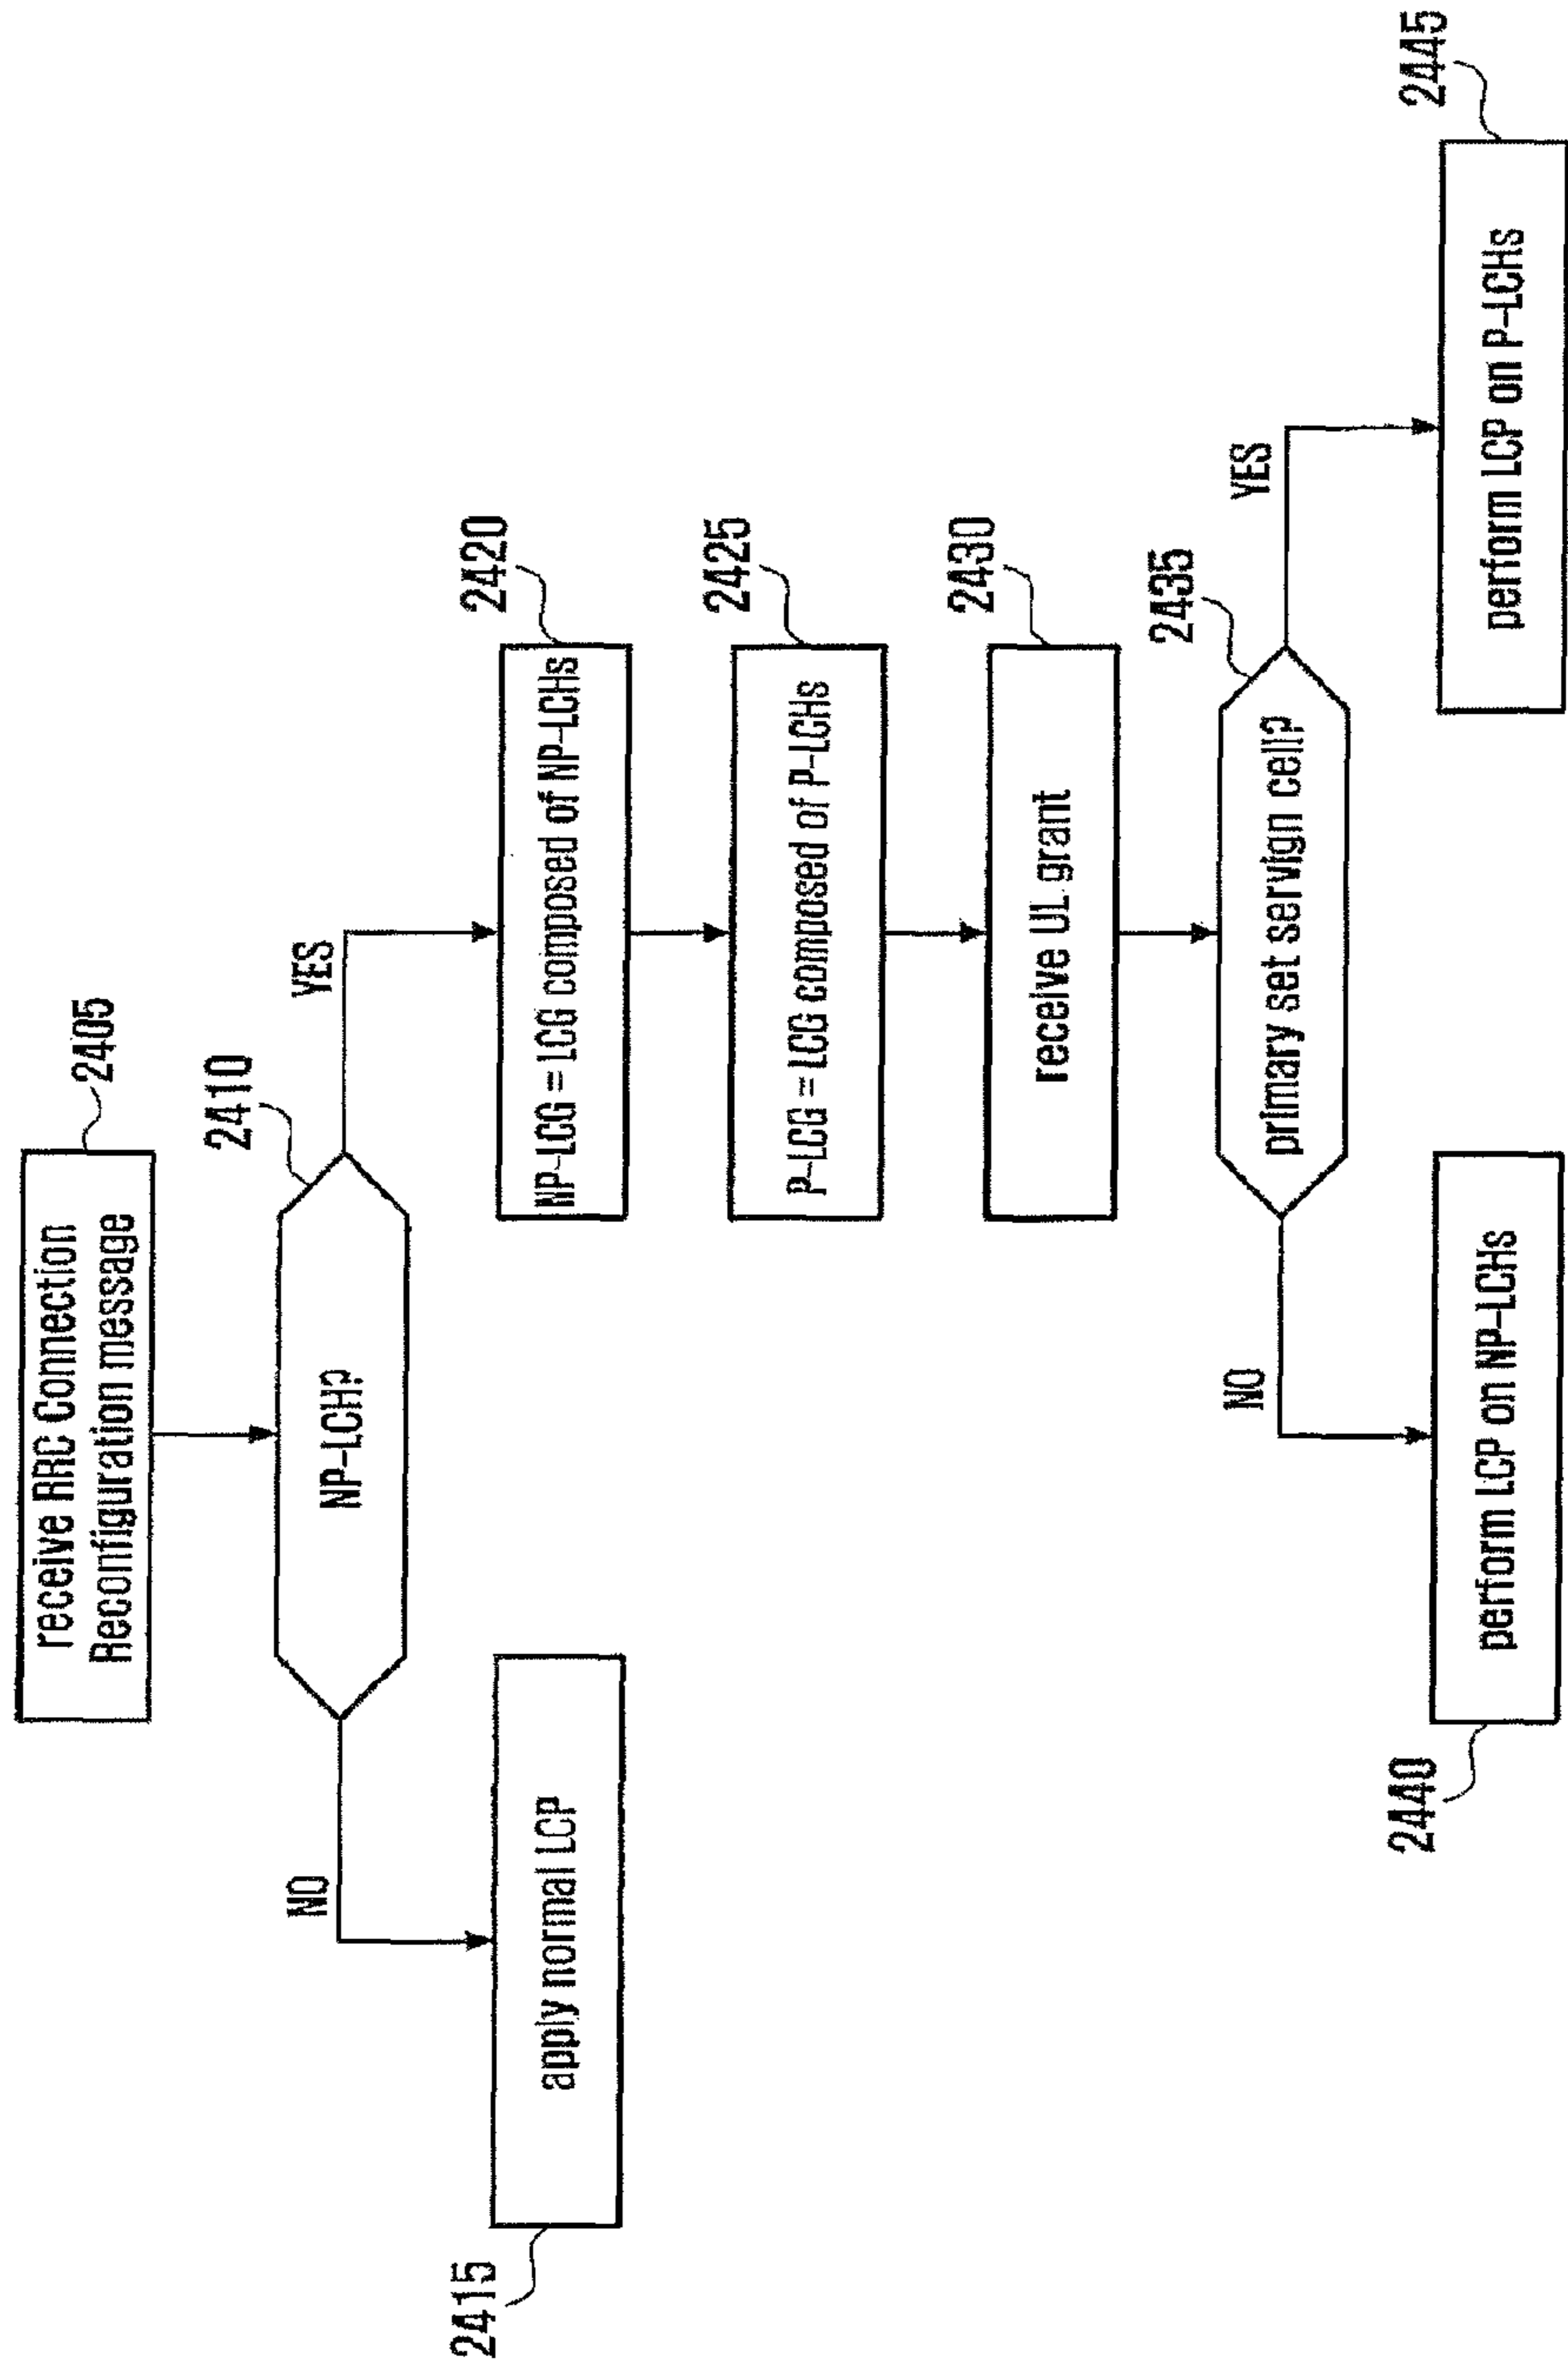 receive RRC Connection
Reconfiguration message
2405
NP-LCH?
2410
NO
YES
apply normal LCP
2415
NP-LCG = LCG composed of NP-LCHs
2420
P-LCG = LCG composed of P-LCHs
2425
receive UL grant
2430
primary set servign cell?
2435
NO
YES
perform LCP on NP-LCHs
2440
perform LCP on P-LCHs
2445